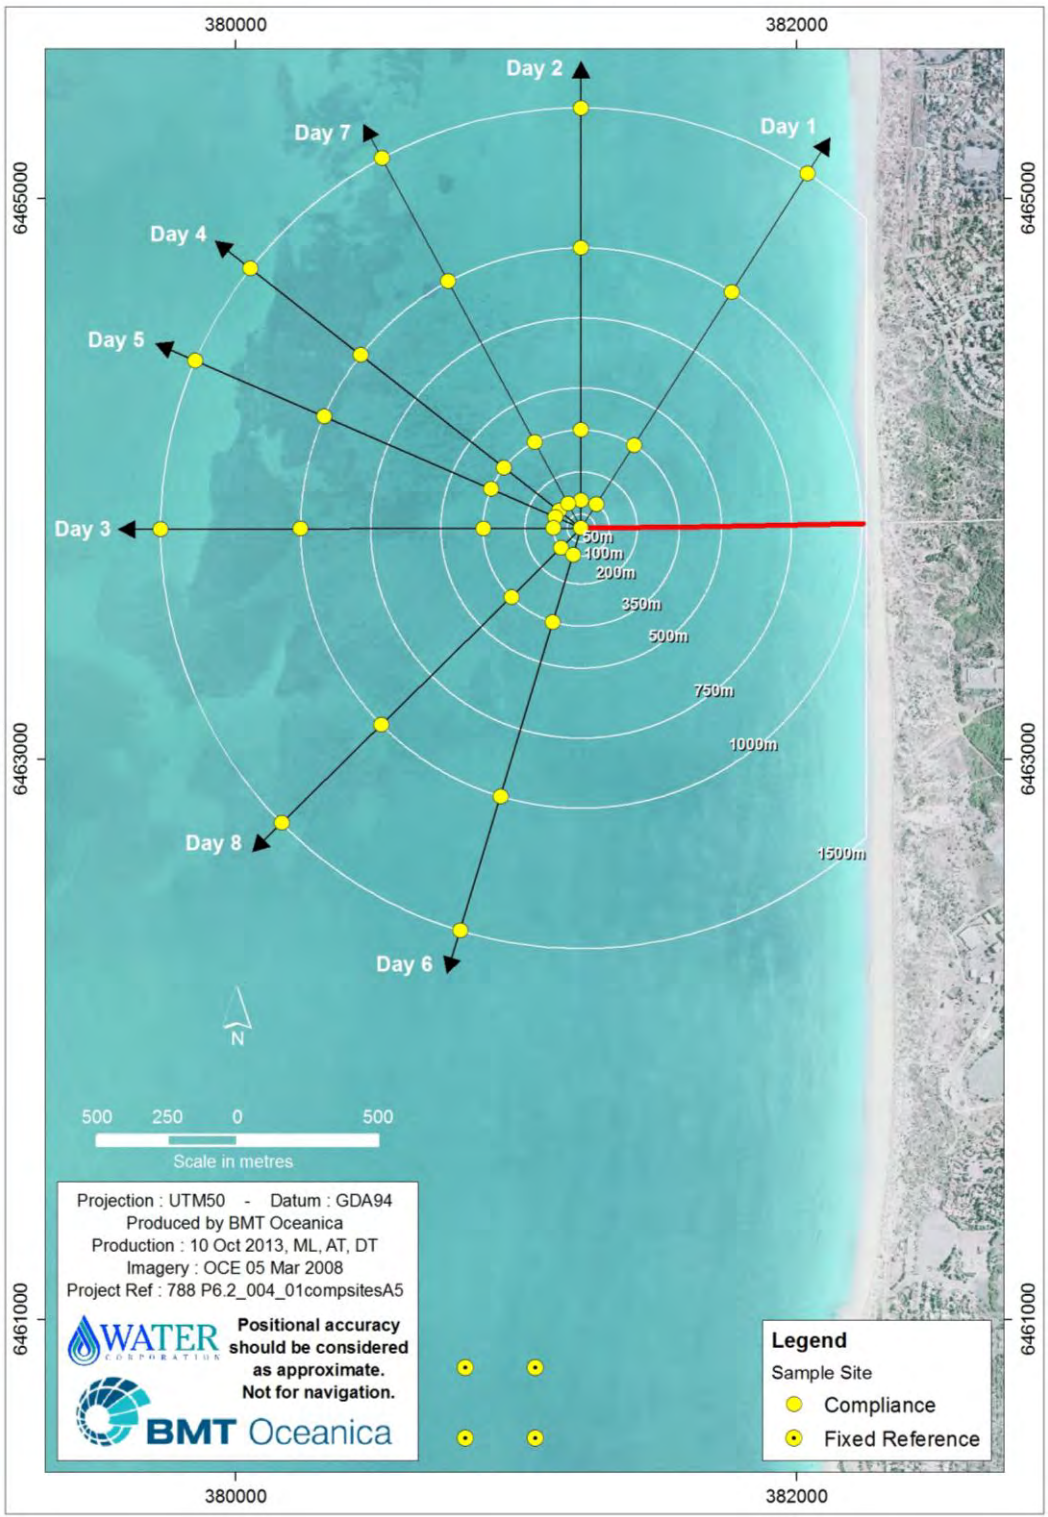 380000
382000
Day 2
Day 1
Day 7
6465000
6465000
Day 4
Day 5
Day 3
50m
100m
200m
350m
500m
750m
1000m
6463000
6463000
Day 8
1500m
Day 6
N
500 250 0 500
Scale in metres
Projection : UTM50 - Datum : GDA94
Produced by BMT Oceanica
Production : 10 Oct 2013, ML, AT, DT
Imagery : OCE 05 Mar 2008
Project Ref : 788 P6.2_004_01compsitesA5
WATER
CORPORATION
Positional accuracy
should be considered
as approximate.
Not for navigation.
BMT Oceanica
6461000
6461000
Legend
Sample Site
Compliance
Fixed Reference
380000
382000